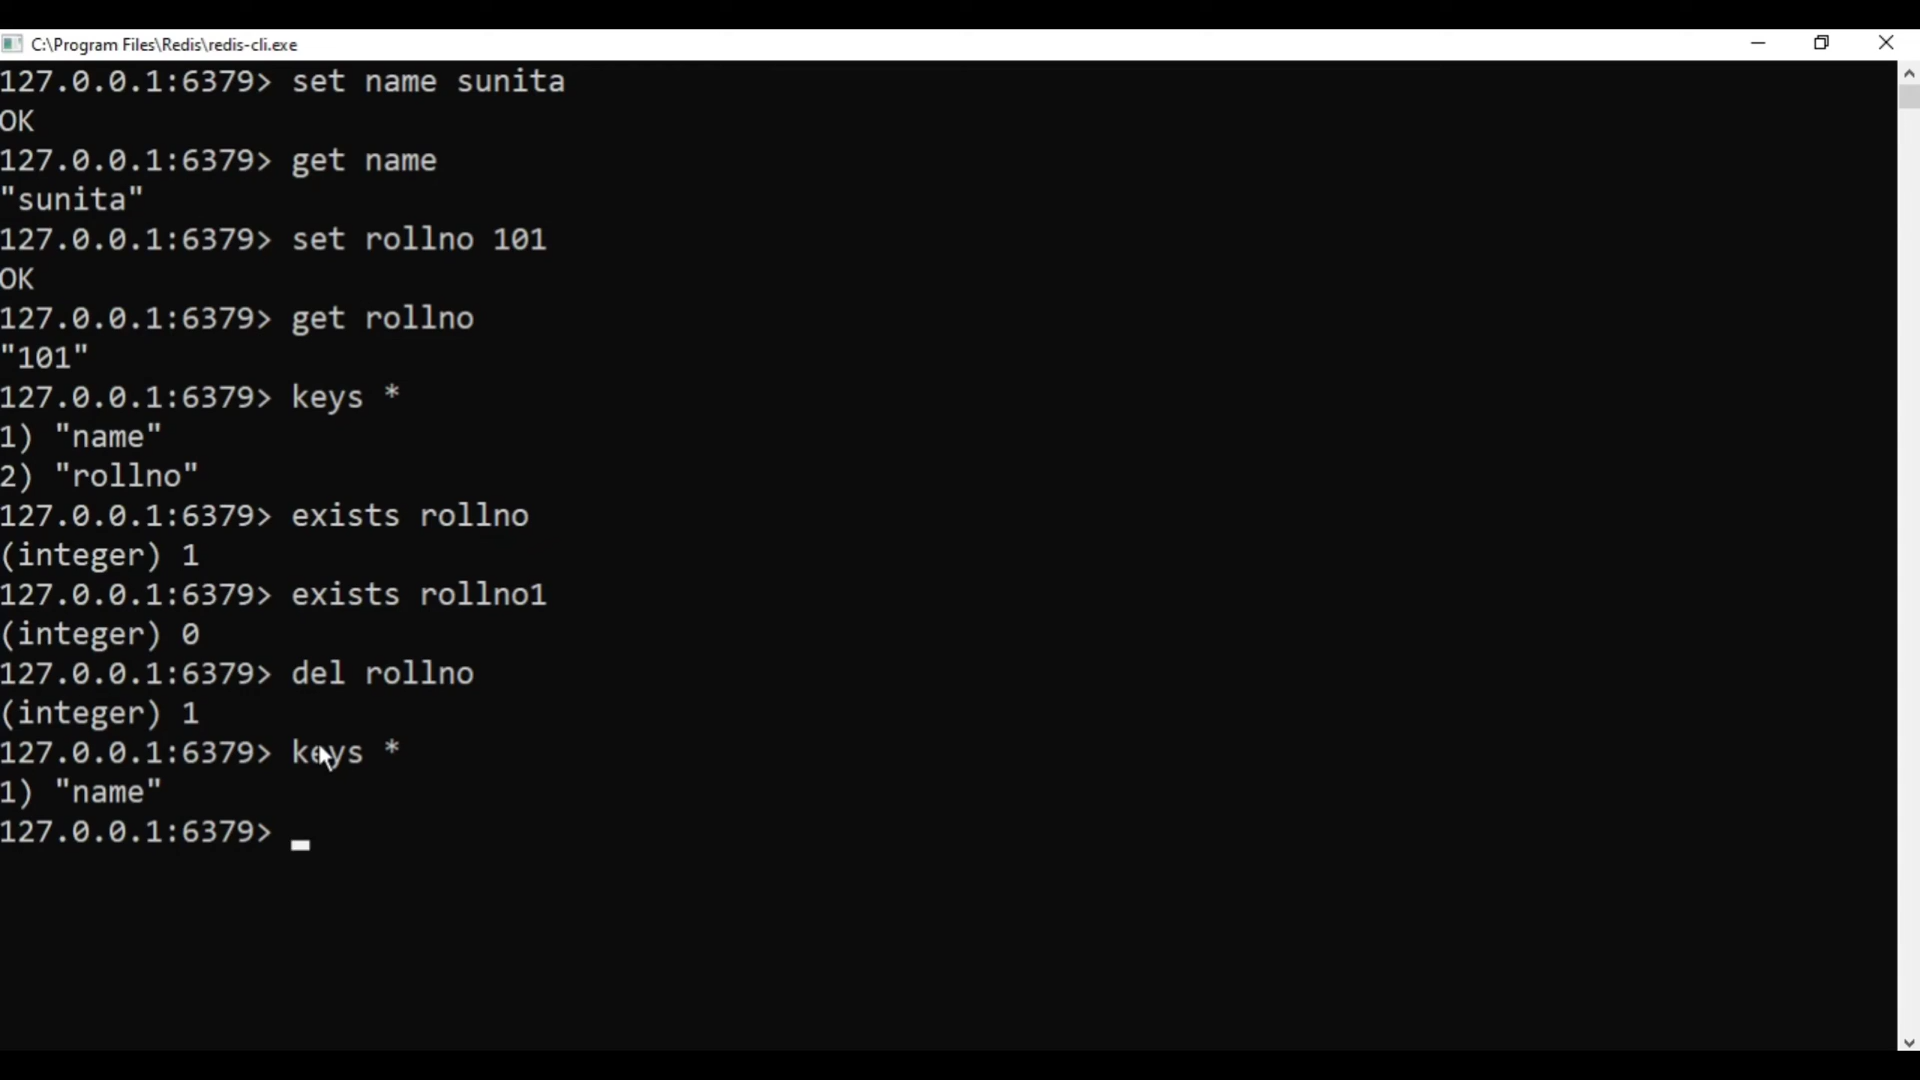 C:\Program Files\Redis\redis-cli.exe
127.0.0.1:6379> set name sunita
OK
127.0.0.1:6379> get name
"sunita"
127.0.0.1:6379> set rollno 101
OK
127.0.0.1:6379> get rollno
"101"
127.0.0.1:6379> keys *
1) "name"
2) "rollno"
127.0.0.1:6379> exists rollno
(integer) 1
127.0.0.1:6379> exists rollno1
(integer) 0
127.0.0.1:6379> del rollno
(integer) 1
127.0.0.1:6379> keys *
1) "name"
127.0.0.1:6379>